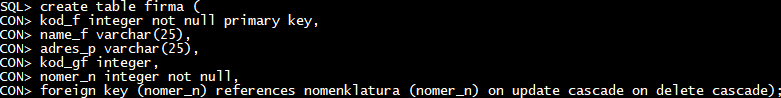 SQL> create table firma (
CON> kod_f integer not null primary key,
CON> name_f varchar(25),
CON> adres_p varchar(25),
CON> kod_gf integer,
CON> nomer_n integer not null,
CON> foreign key (nomer_n) references nomenklatura (nomer_n) on update cascade on delete cascade);